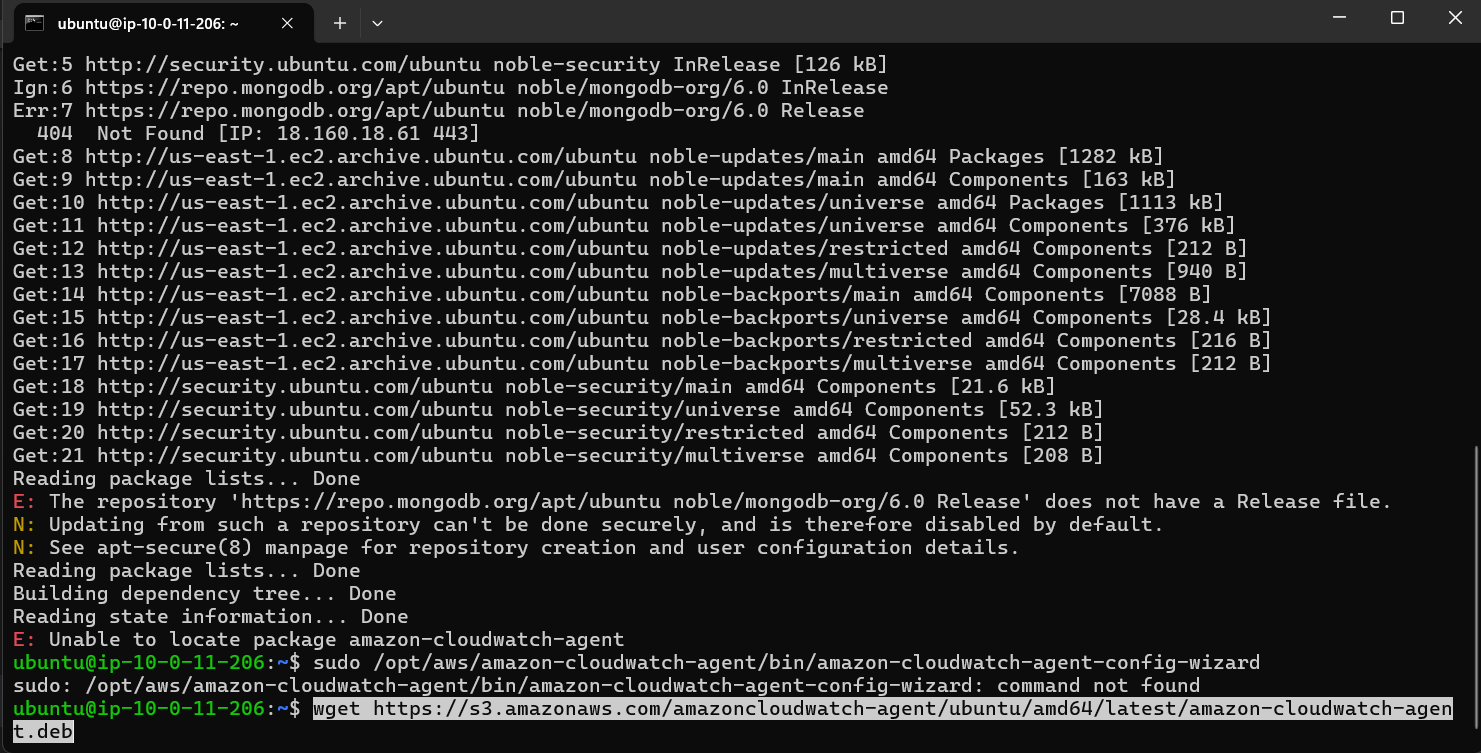 ubuntu@ip-10-0-11-206: ~
Get:5 http://security.ubuntu.com/ubuntu noble-security InRelease [126 kB]
Ign:6 https://repo.mongodb.org/apt/ubuntu noble/mongodb-org/6.0 InRelease
Err:7 https://repo.mongodb.org/apt/ubuntu noble/mongodb-org/6.0 Release
  404  Not Found [IP: 18.160.18.61 443]
Get:8 http://us-east-1.ec2.archive.ubuntu.com/ubuntu noble-updates/main amd64 Packages [1282 kB]
Get:9 http://us-east-1.ec2.archive.ubuntu.com/ubuntu noble-updates/main amd64 Components [163 kB]
Get:10 http://us-east-1.ec2.archive.ubuntu.com/ubuntu noble-updates/universe amd64 Packages [1113 kB]
Get:11 http://us-east-1.ec2.archive.ubuntu.com/ubuntu noble-updates/universe amd64 Components [376 kB]
Get:12 http://us-east-1.ec2.archive.ubuntu.com/ubuntu noble-updates/restricted amd64 Components [212 B]
Get:13 http://us-east-1.ec2.archive.ubuntu.com/ubuntu noble-updates/multiverse amd64 Components [940 B]
Get:14 http://us-east-1.ec2.archive.ubuntu.com/ubuntu noble-backports/main amd64 Components [7088 B]
Get:15 http://us-east-1.ec2.archive.ubuntu.com/ubuntu noble-backports/universe amd64 Components [28.4 kB]
Get:16 http://us-east-1.ec2.archive.ubuntu.com/ubuntu noble-backports/restricted amd64 Components [216 B]
Get:17 http://us-east-1.ec2.archive.ubuntu.com/ubuntu noble-backports/multiverse amd64 Components [212 B]
Get:18 http://security.ubuntu.com/ubuntu noble-security/main amd64 Components [21.6 kB]
Get:19 http://security.ubuntu.com/ubuntu noble-security/universe amd64 Components [52.3 kB]
Get:20 http://security.ubuntu.com/ubuntu noble-security/restricted amd64 Components [212 B]
Get:21 http://security.ubuntu.com/ubuntu noble-security/multiverse amd64 Components [208 B]
Reading package lists... Done
E: The repository 'https://repo.mongodb.org/apt/ubuntu noble/mongodb-org/6.0 Release' does not have a Release file.
N: Updating from such a repository can't be done securely, and is therefore disabled by default.
N: See apt-secure(8) manpage for repository creation and user configuration details.
Reading package lists... Done
Building dependency tree... Done
Reading state information... Done
E: Unable to locate package amazon-cloudwatch-agent
ubuntu@ip-10-0-11-206:~$ sudo /opt/aws/amazon-cloudwatch-agent/bin/amazon-cloudwatch-agent-config-wizard
sudo: /opt/aws/amazon-cloudwatch-agent/bin/amazon-cloudwatch-agent-config-wizard: command not found
ubuntu@ip-10-0-11-206:~$ wget https://s3.amazonaws.com/amazoncloudwatch-agent/ubuntu/amd64/latest/amazon-cloudwatch-agen
t.deb